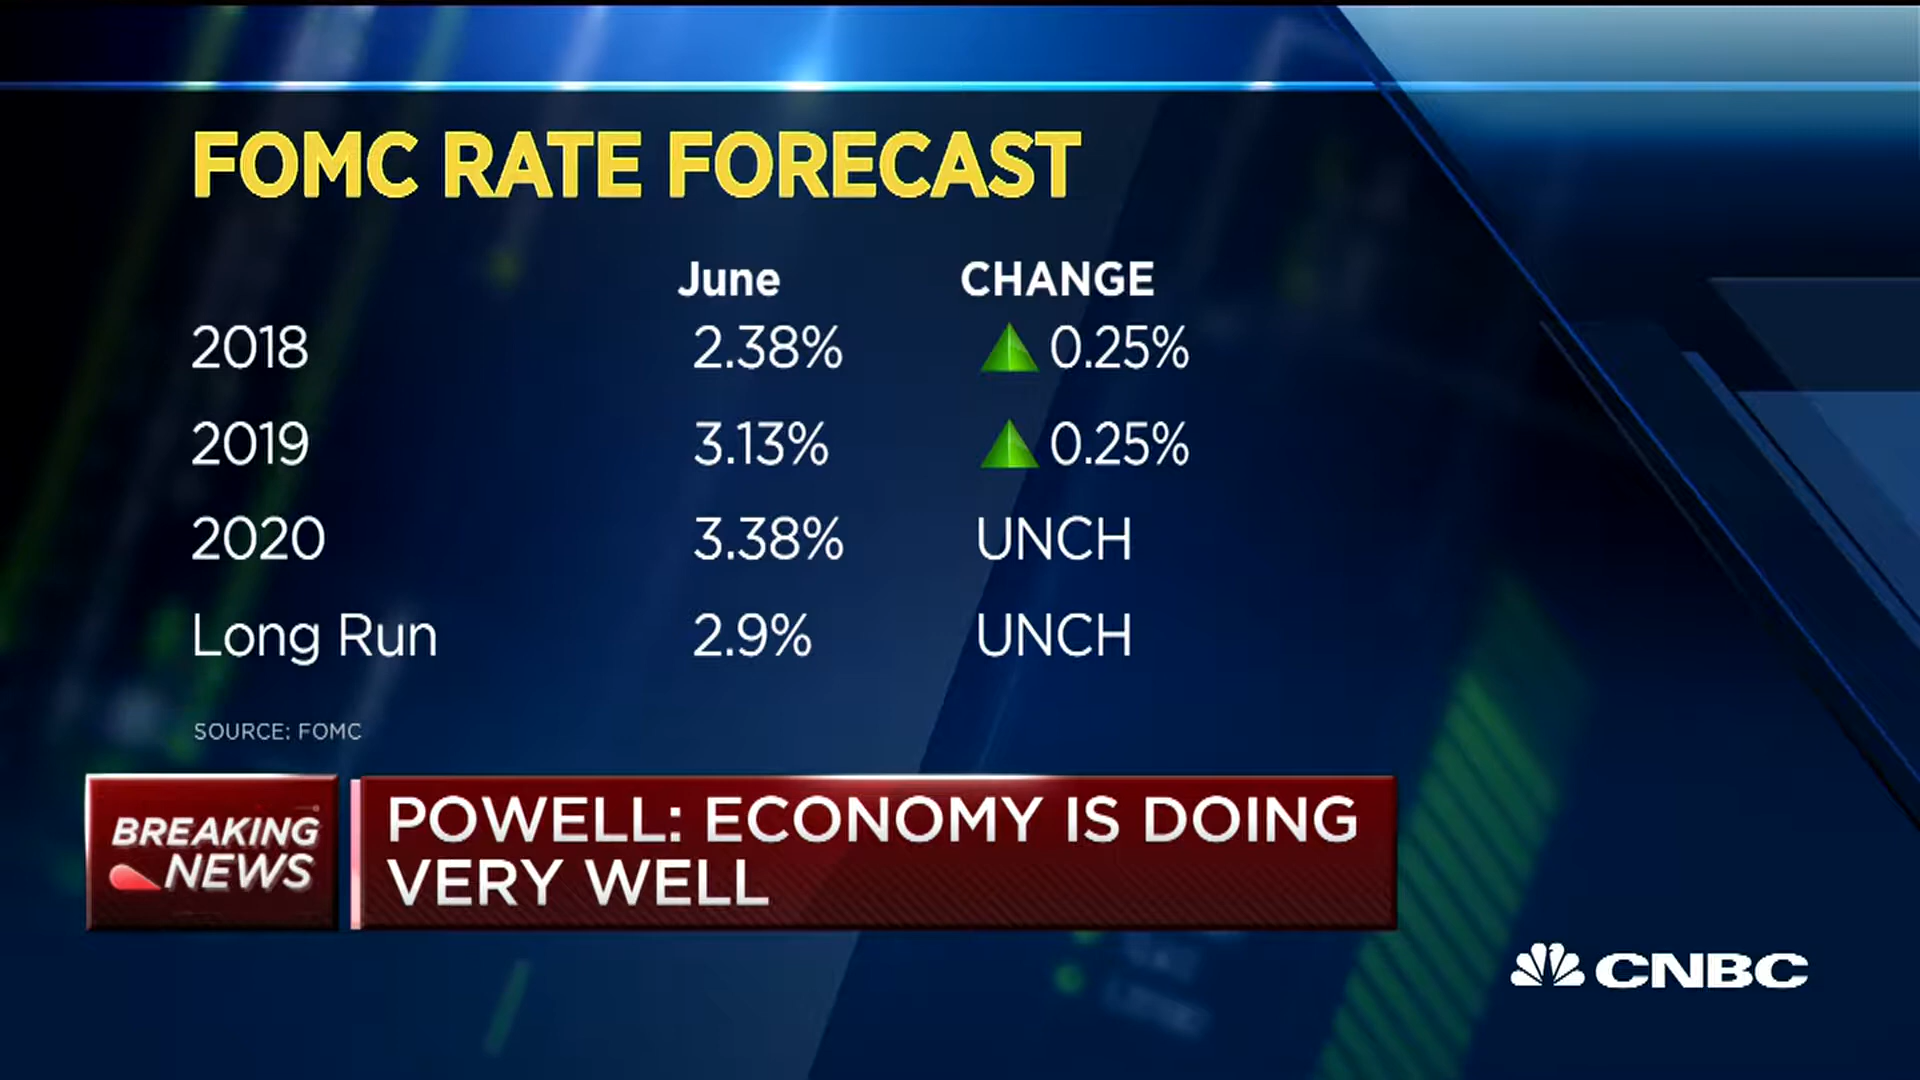 FOMC RATE FORECAST
June CHANGE
2018 2.38% 0.25%
2019 3.13% 0.25%
2020 3.38% UNCH
Long Run 2.9% UNCH
SOURCE: FOMC
BREAKING
NEWS
POWELL: ECONOMY IS DOING
VERY WELL
CNBC